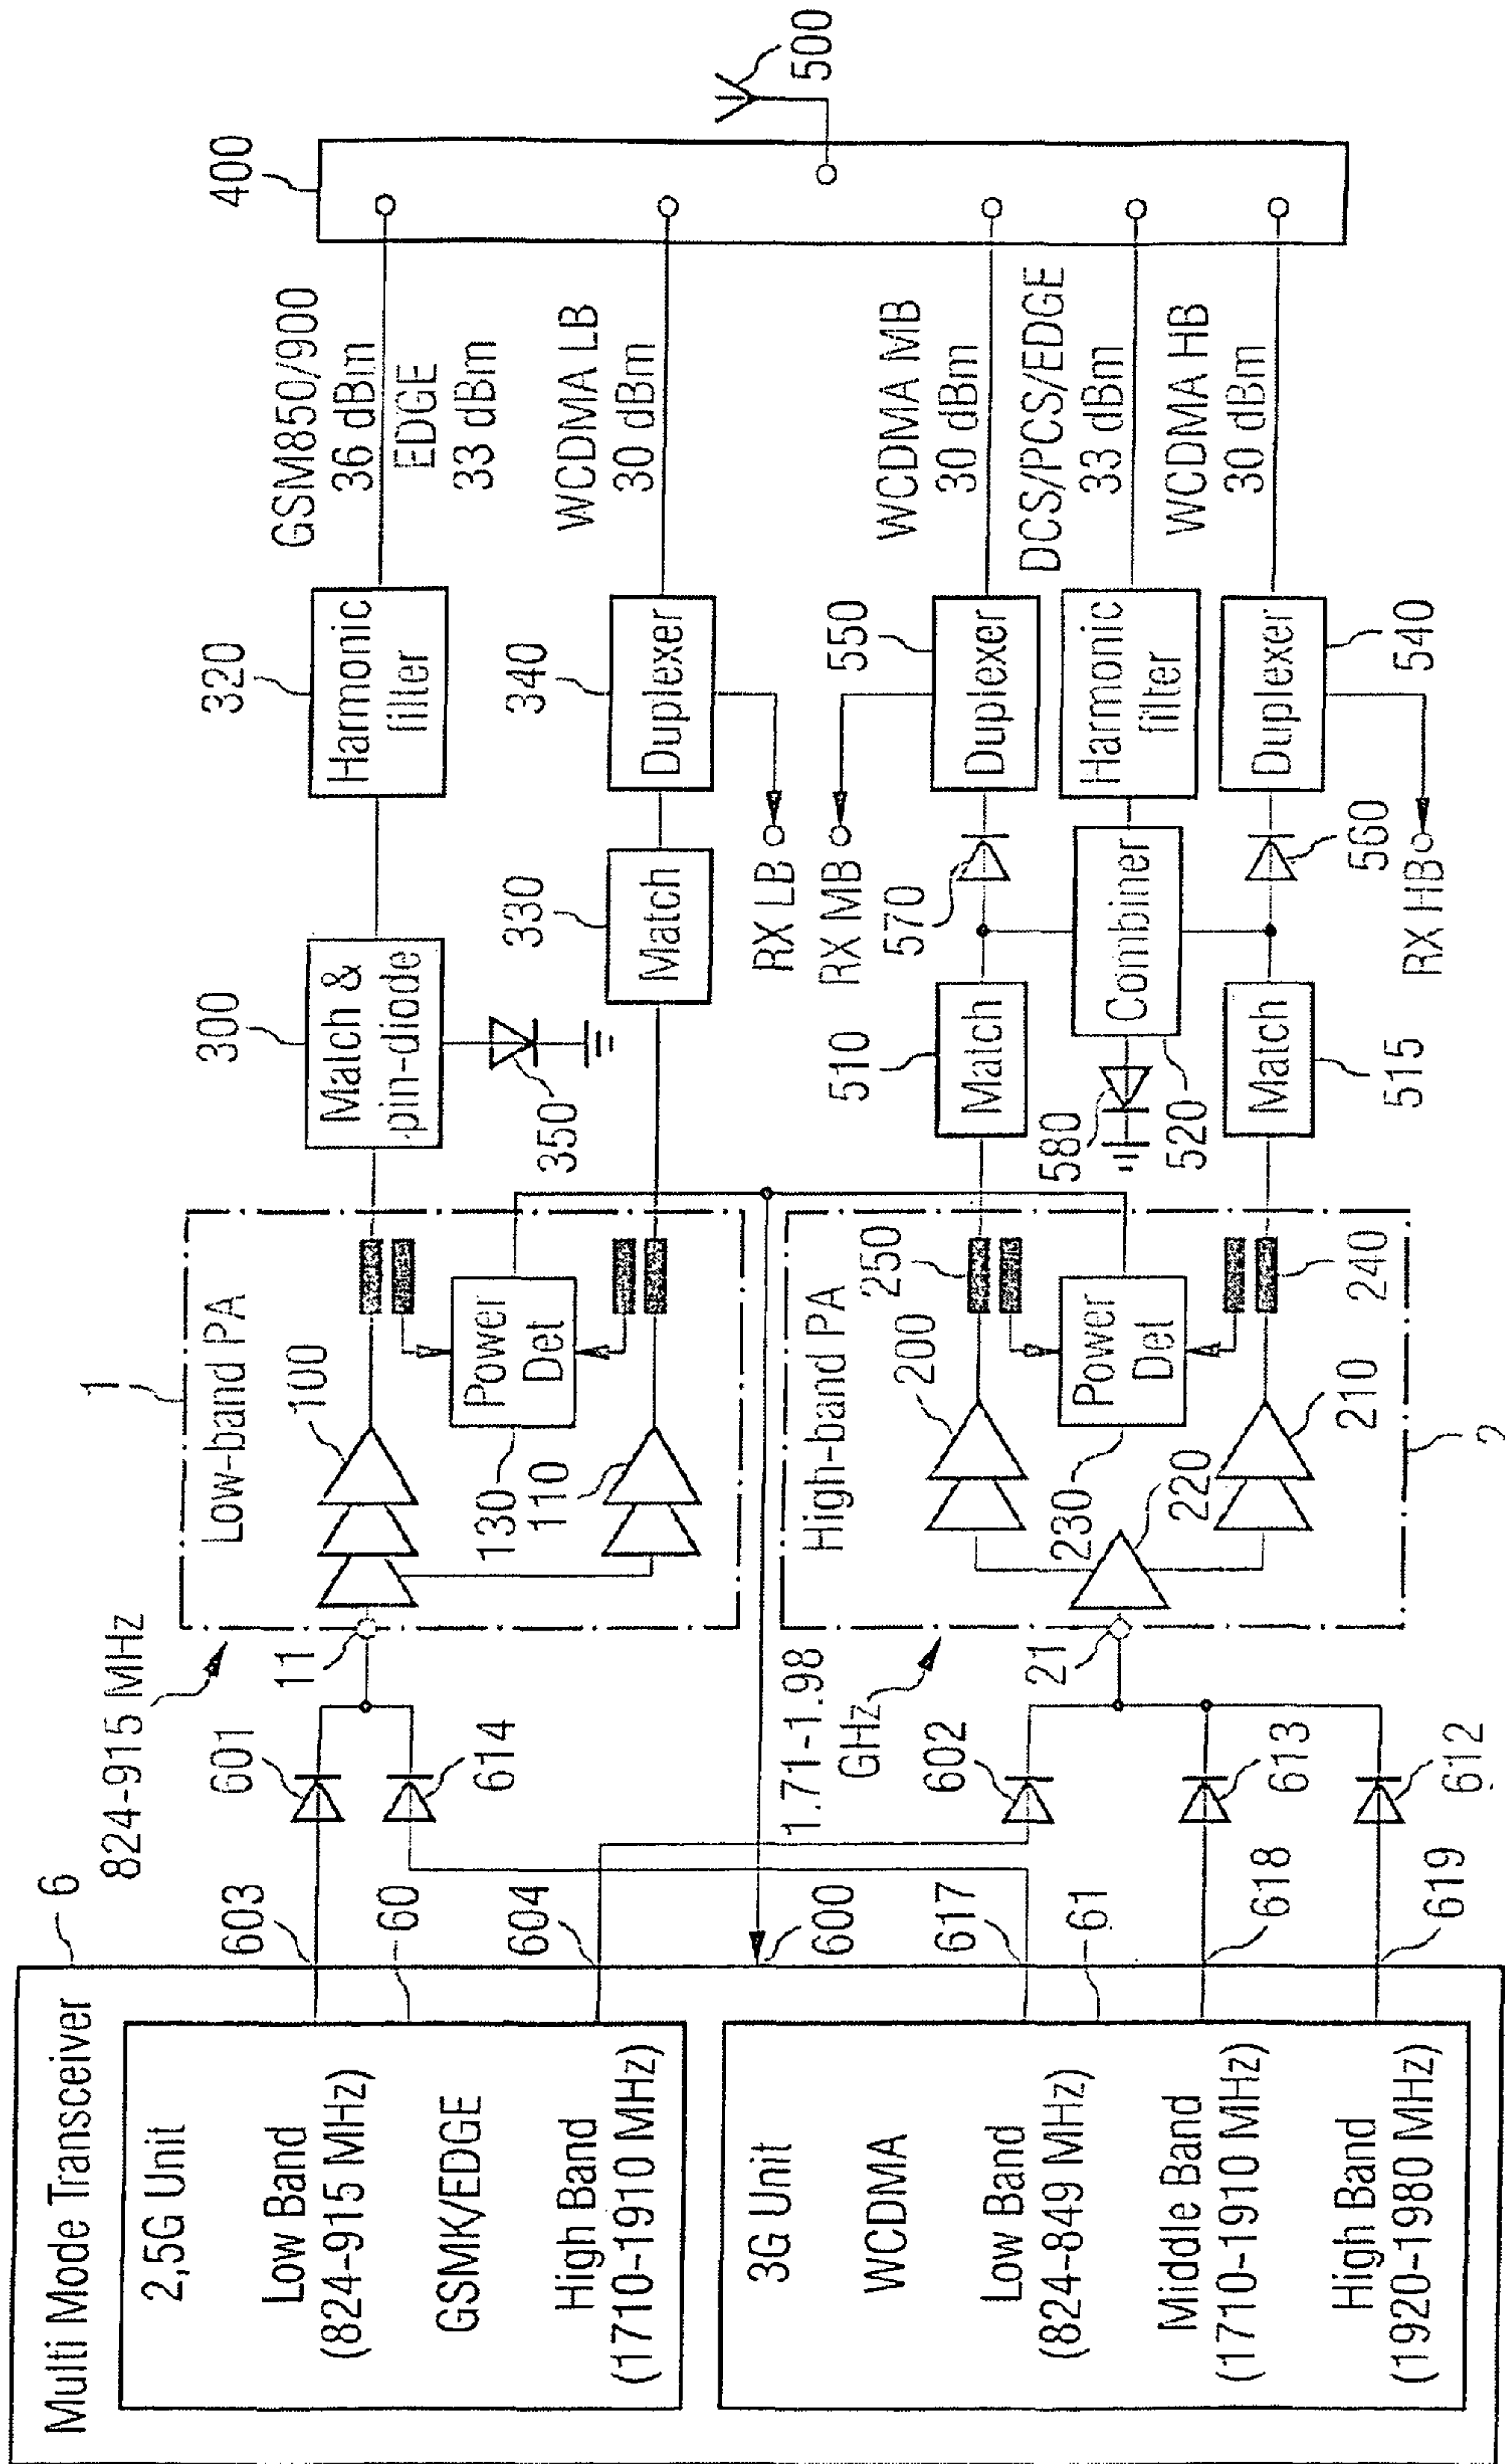 Multi Mode Transceiver
6
2,5G Unit
Low Band
(824-915 MHz)
GSMK/EDGE
High Band
(1710-1910 MHz)
3G Unit
WCDMA
Low Band
(824-849 MHz)
Middle Band
(1710-1910 MHz)
High Band
(1920-1980 MHz)
603
60
604
600
617
61
618
619
824-915 MHz
601
614
1.71-1.98
GHz
602
613
612
11
21
1
Low-band PA
100
130
110
Power
Det
High-band PA
200
250
230
220
Power
Det
210
240
2
300
Match &
pin-diode
350
330
Match
510
Match
580
520
Combiner
Match
515
320
Harmonic
filter
340
Duplexer
RX LB
RX MB
550
570
Duplexer
Harmonic
filter
Duplexer
540
560
RX HB
GSM850/900
36 dBm
EDGE
33 dBm
WCDMA LB
30 dBm
WCDMA MB
30 dBm
DCS/PCS/EDGE
33 dBm
WCDMA HB
30 dBm
400
500